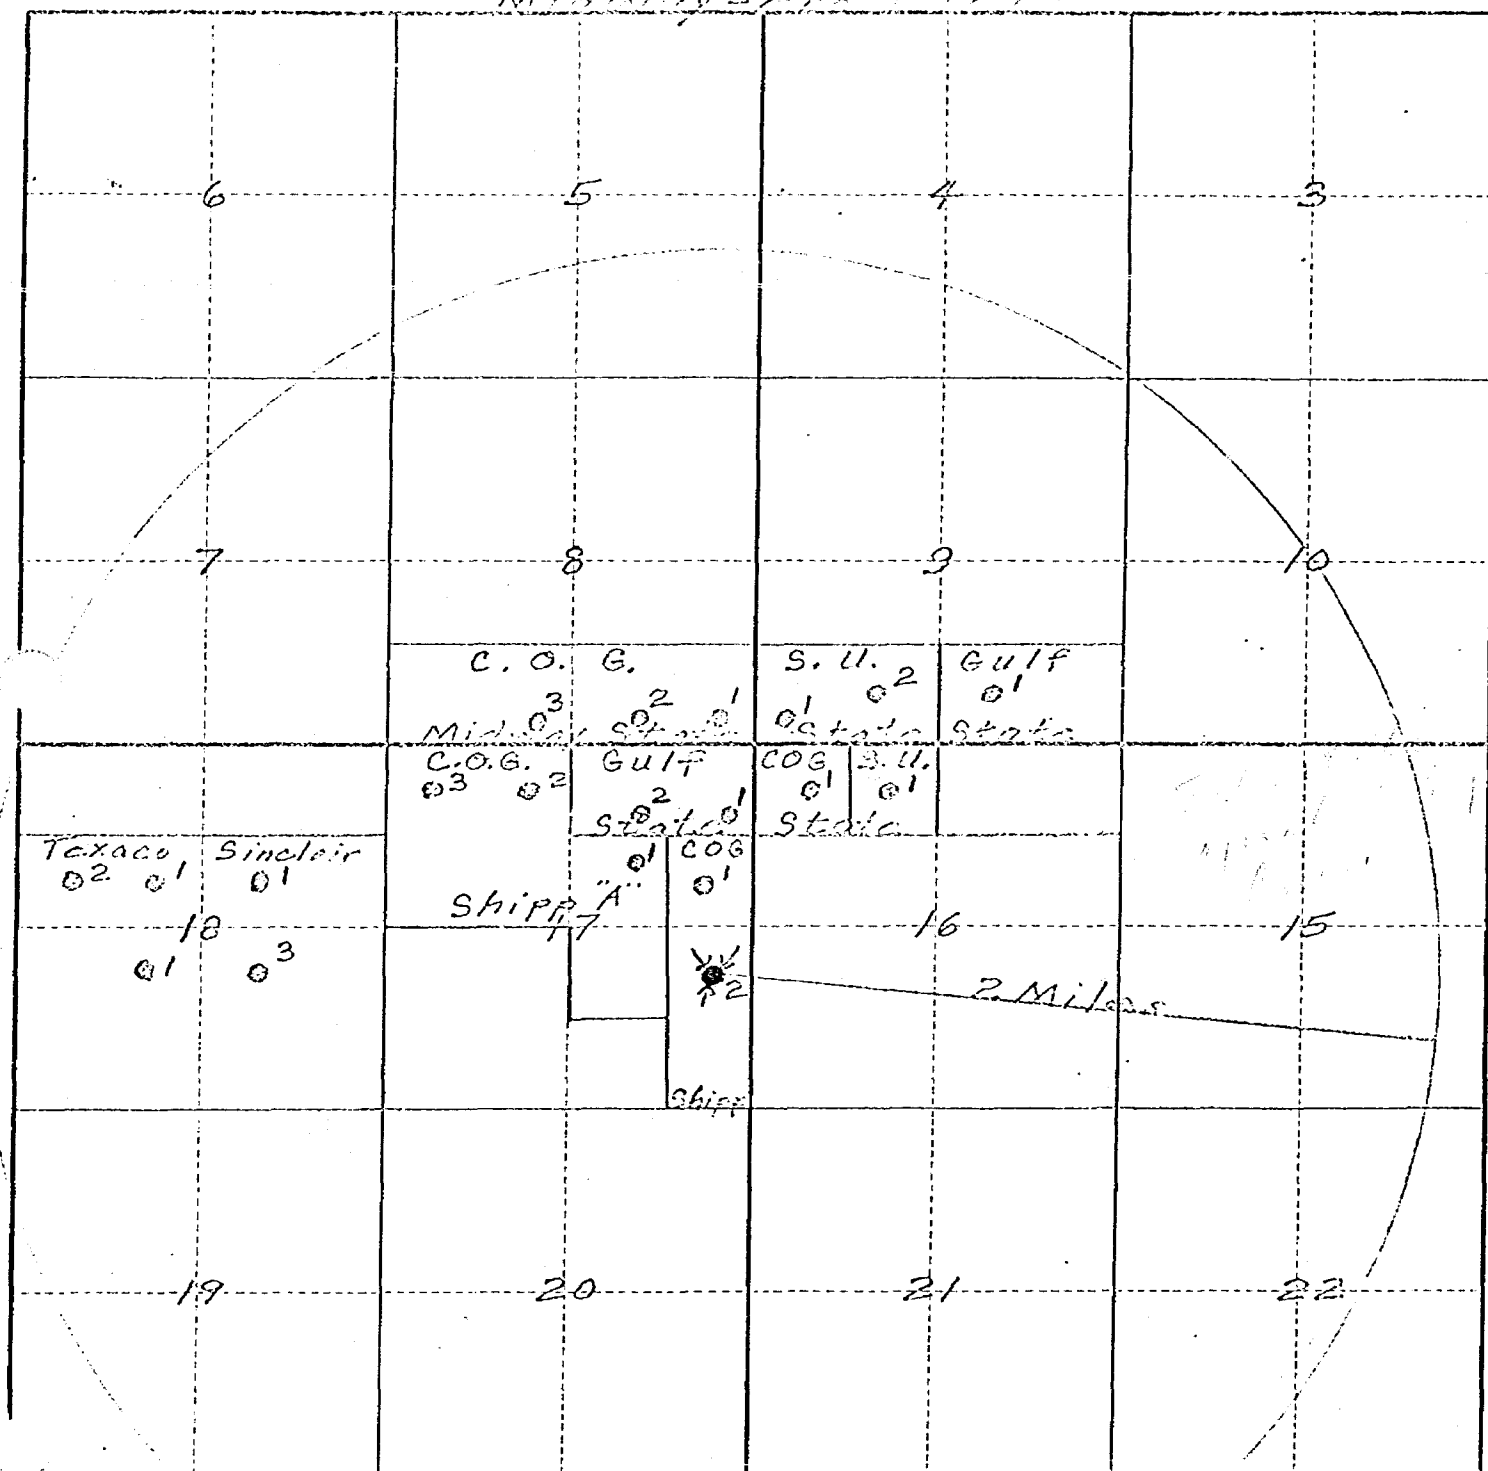 6 5 4 3
7 8 9 10
C. O. G. S. U. Gulf
3 2 1 1 2 1
State State State
C.O.G. Gulf COG S.U.
3 2 2 1 1 1
State State
Texaco Sinclair 1 COG
2 1 1 1
Shipp "A"
18 17 16 15
1 3 2
2 Miles
Shipp
19 20 21 22